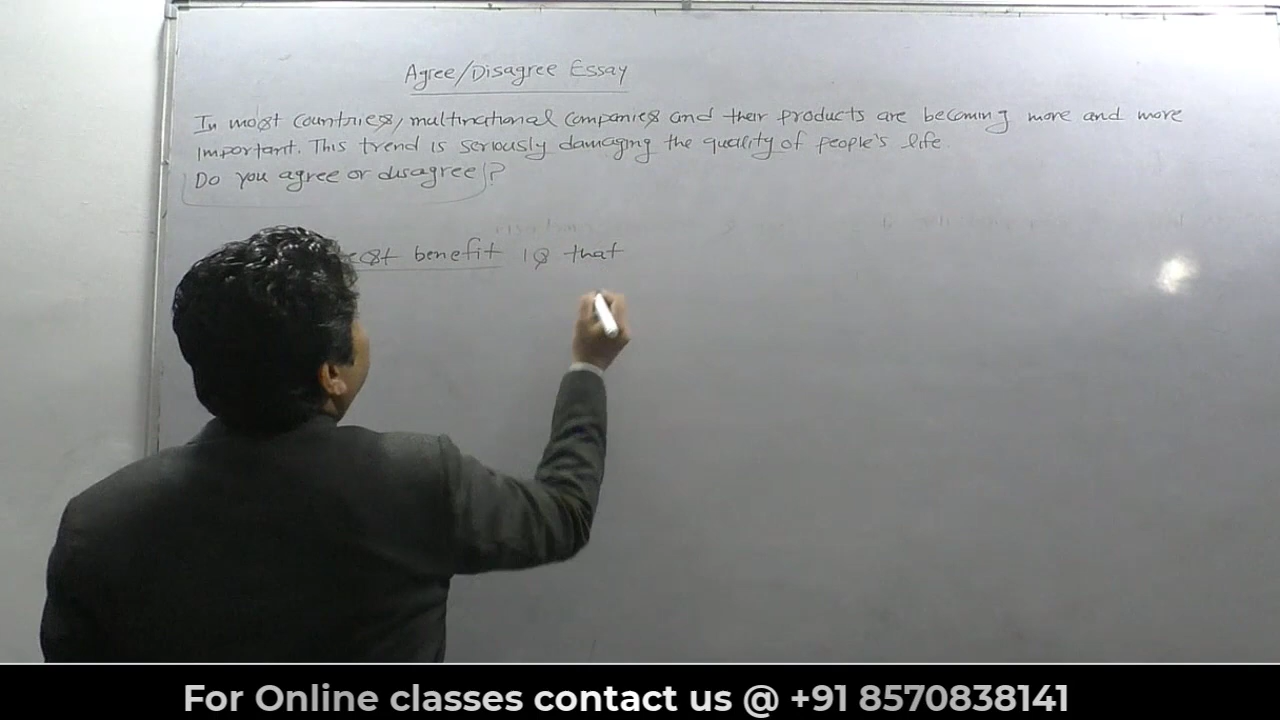 Agree/Disagree Essay
In most countries, multinational companies and their products are becoming more and more
important. This trend is seriously damaging the quality of people's life.
Do you agree or disagree?
benefit is that
For Online classes contact us @ +91 8570838141